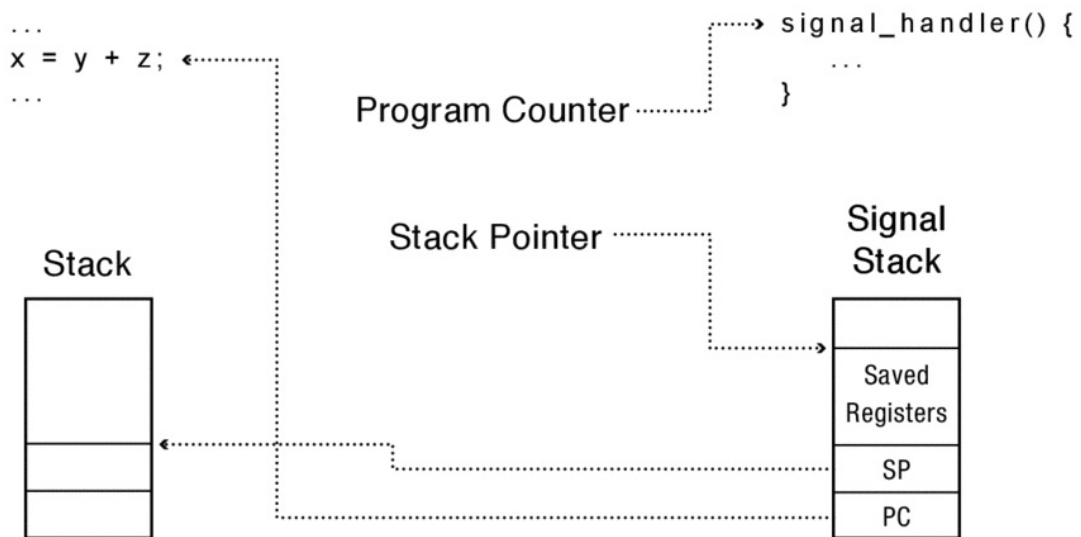 ...
x = y + z;
...
signal_handler() {
...
}
Program Counter
Stack Pointer
Stack
Signal
Stack
Saved
Registers
SP
PC